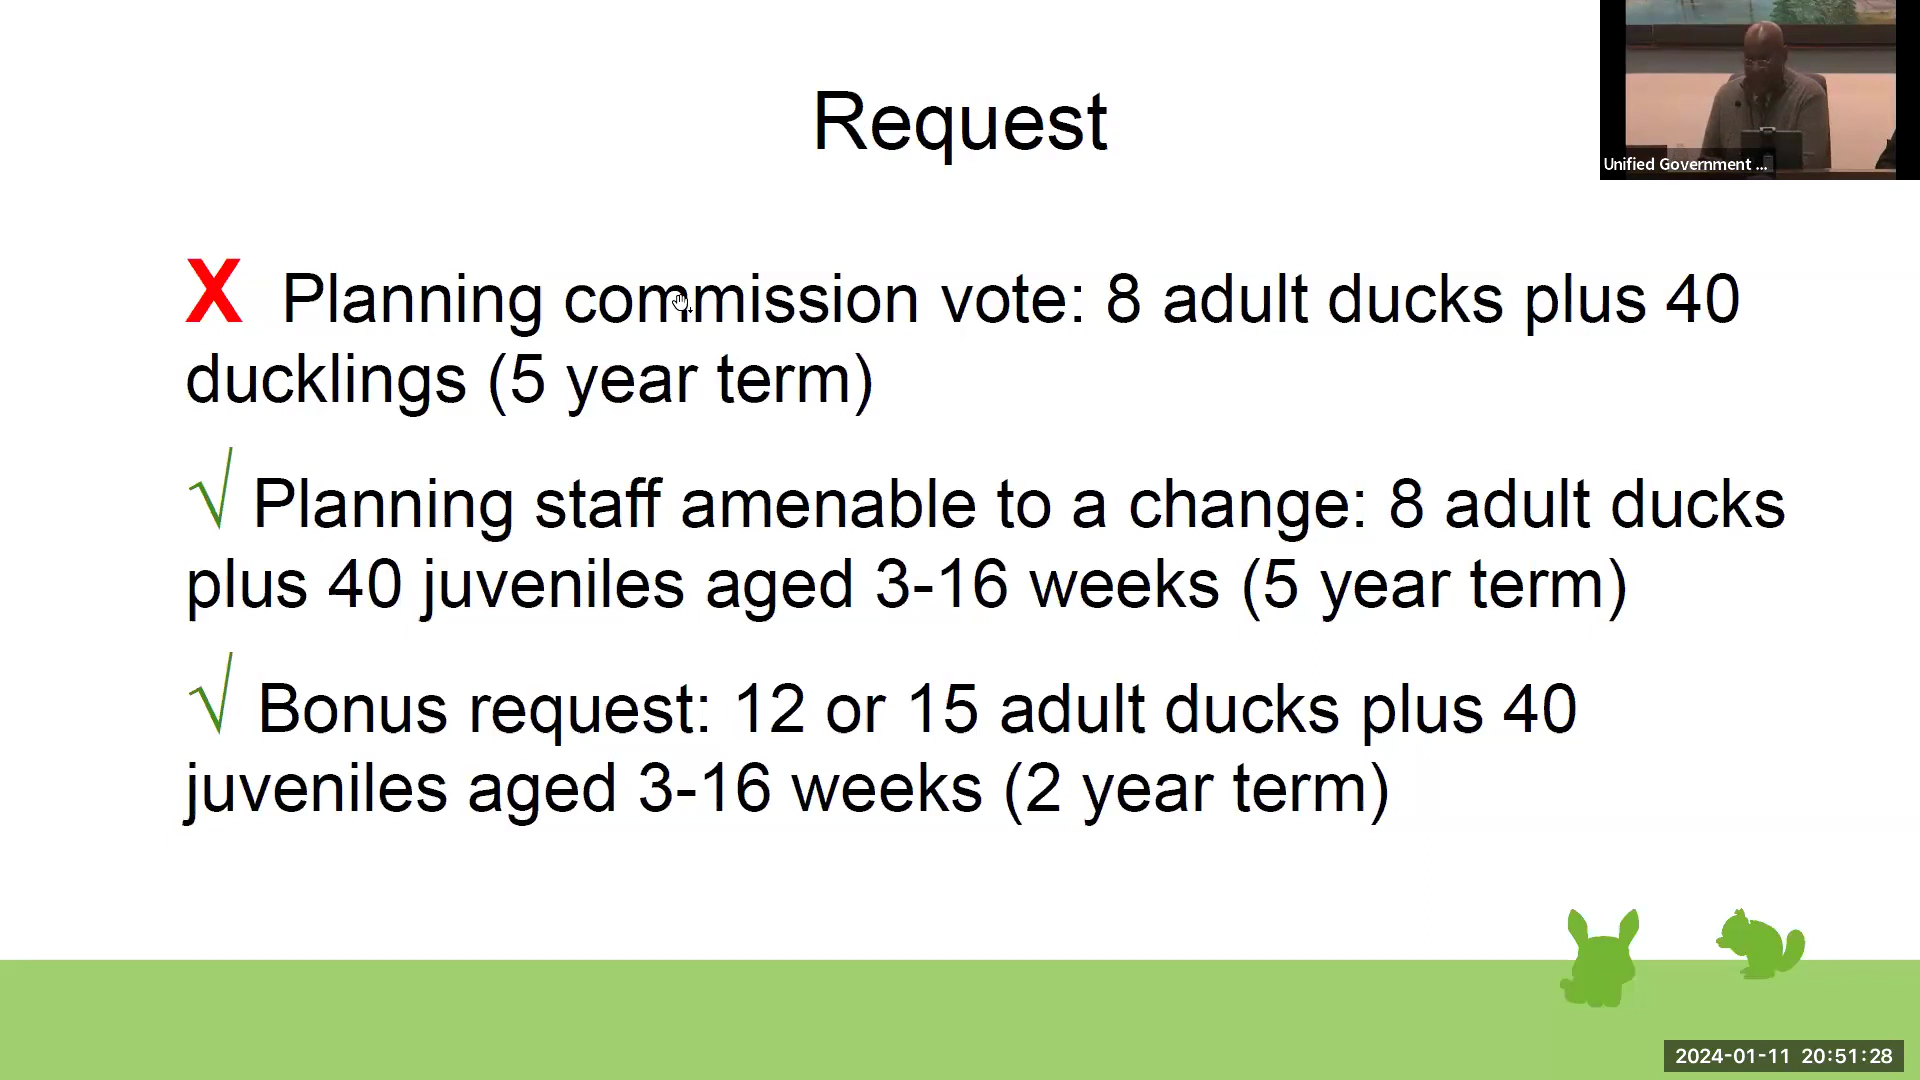 Request
Unified Government ...
X Planning commission vote: 8 adult ducks plus 40
ducklings (5 year term)
√ Planning staff amenable to a change: 8 adult ducks
plus 40 juveniles aged 3-16 weeks (5 year term)
√ Bonus request: 12 or 15 adult ducks plus 40
juveniles aged 3-16 weeks (2 year term)
2024-01-11 20:51:28